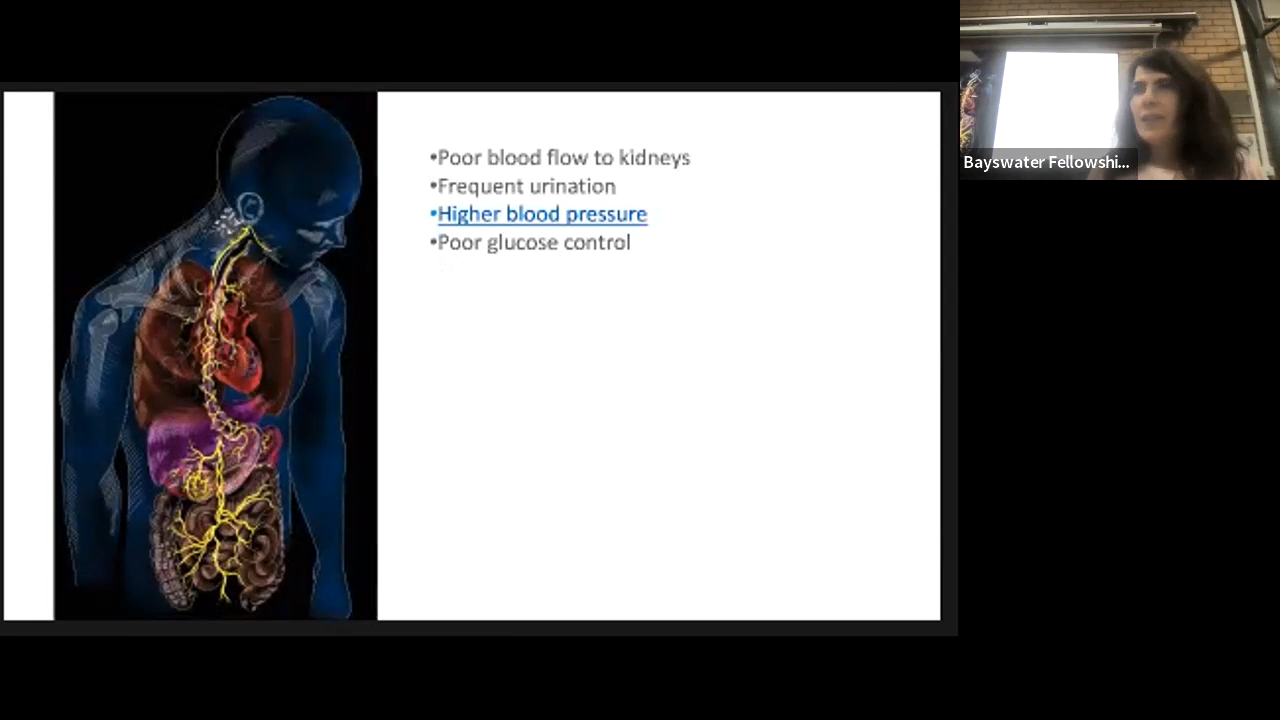 •Poor blood flow to kidneys
•Frequent urination
•Higher blood pressure
•Poor glucose control
Bayswater Fellowshi...